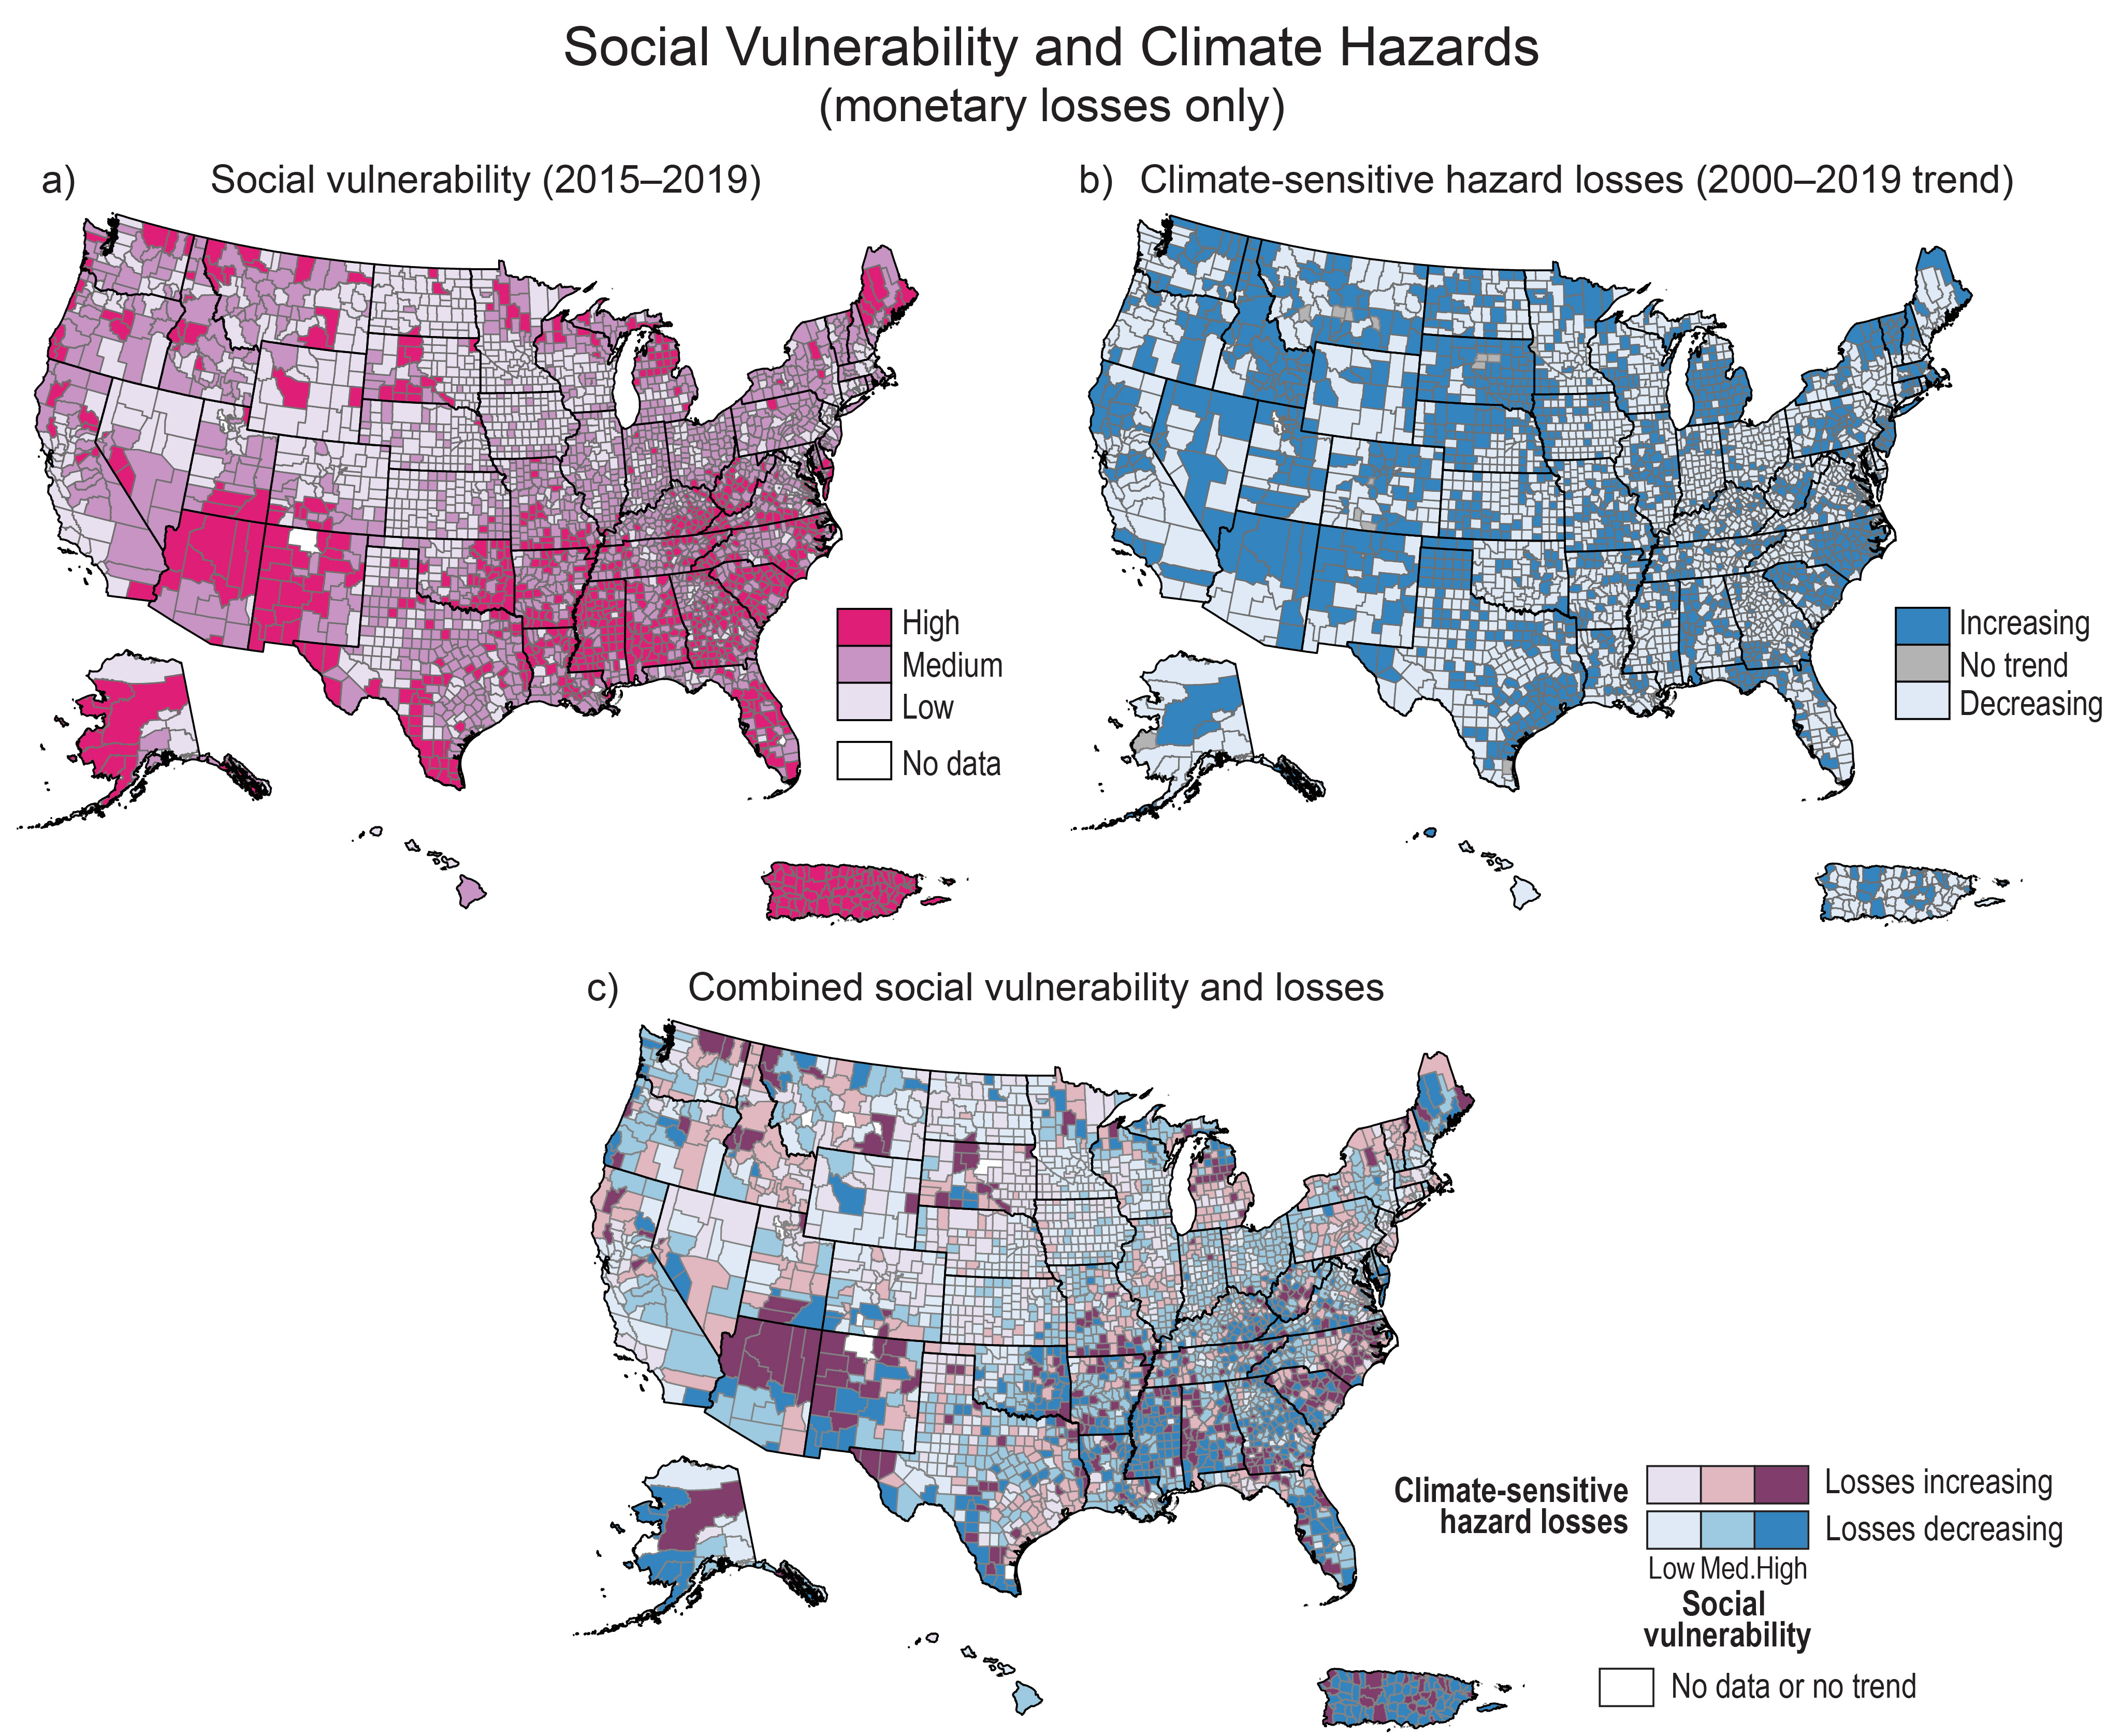 Social Vulnerability and Climate Hazards
(monetary losses only)
a) Social vulnerability (2015–2019)
b) Climate-sensitive hazard losses (2000–2019 trend)
High
Medium
Low
No data
Increasing
No trend
Decreasing
c) Combined social vulnerability and losses
Climate-sensitive
hazard losses
Losses increasing
Losses decreasing
Low Med. High
Social
vulnerability
No data or no trend